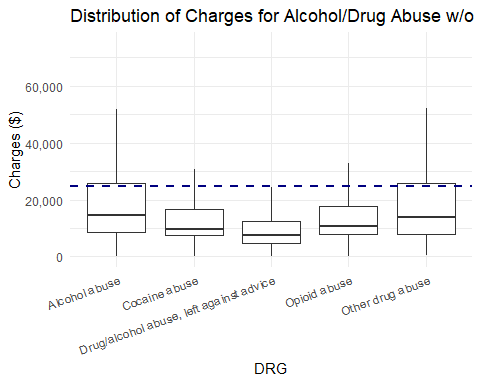 Distribution of Charges for Alcohol/Drug Abuse w/o
Charges ($)
60,000
40,000
20,000
0
Alcohol abuse
Cocaine abuse
Drug/alcohol abuse, left against advice
Opioid abuse
Other drug abuse
DRG